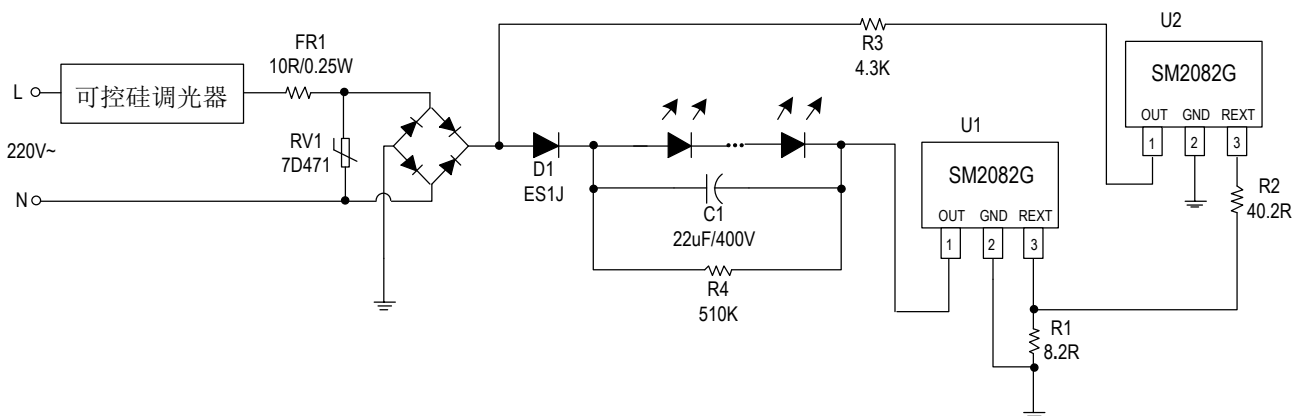 FR1
10R/0.25W
L
可控硅调光器
RV1
7D471
220V~
N
D1
ES1J
C1
22uF/400V
R4
510K
R3
4.3K
U1
SM2082G
OUT GND REXT
1 2 3
R1
8.2R
U2
SM2082G
OUT GND REXT
1 2 3
R2
40.2R